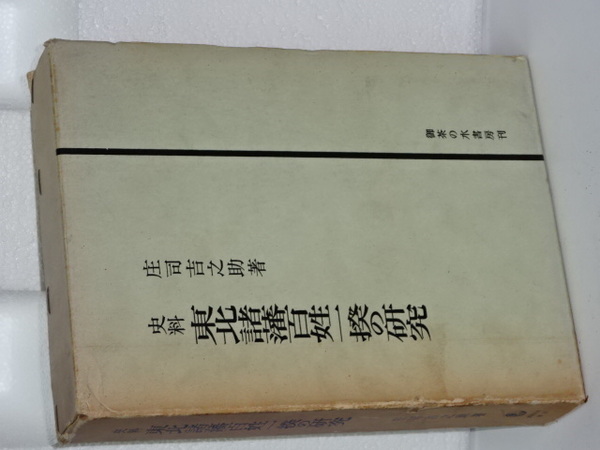 史料
東北諸藩百姓一揆の研究
庄司吉之助著
御茶の水書房刊